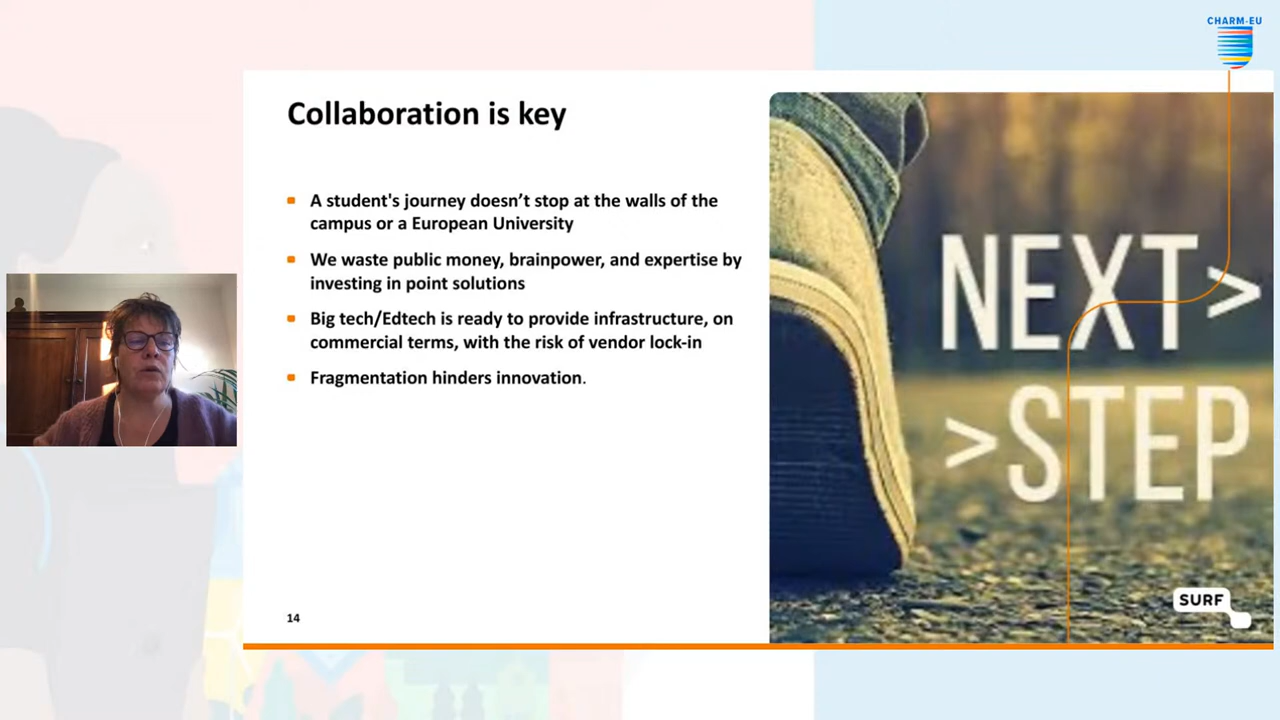 CHARM-EU
Collaboration is key
A student's journey doesn’t stop at the walls of the
campus or a European University
We waste public money, brainpower, and expertise by
investing in point solutions
Big tech/Edtech is ready to provide infrastructure, on
commercial terms, with the risk of vendor lock-in
Fragmentation hinders innovation.
NEXT>
>STEP
SURF
14